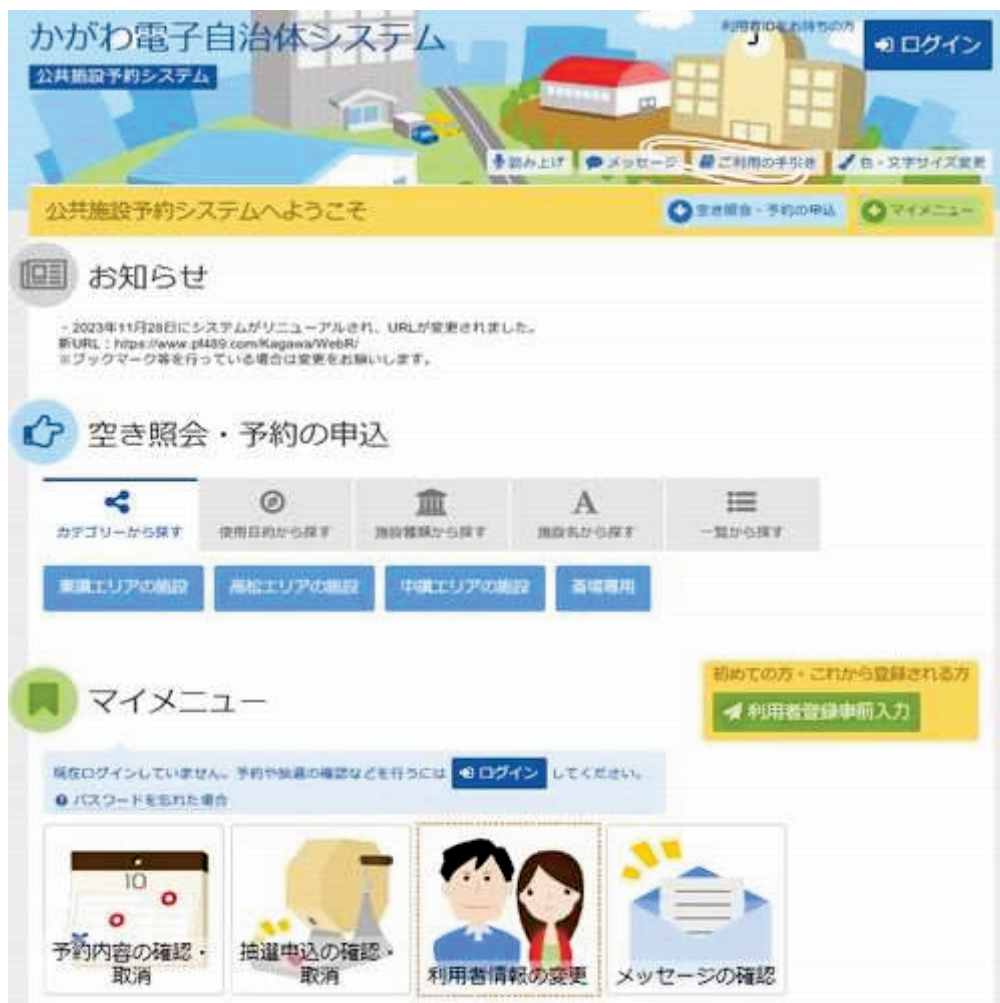 かがわ電子自治体システム
公共施設予約システム
利用者IDをお持ちの方
ログイン
読み上げ
メッセージ
ご利用の手引き
色・文字サイズ変更
公共施設予約システムへようこそ
空き照会・予約の申込
マイメニュー
お知らせ
・2023年11月28日にシステムがリニューアルされ、URLが変更されました。
新URL：https://www.pf489.com/Kagawa/WebR/
※ブックマーク等を行っている場合は変更をお願いします。
空き照会・予約の申込
カテゴリーから探す
使用目的から探す
施設種類から探す
施設名から探す
一覧から探す
東讃エリアの施設
高松エリアの施設
中讃エリアの施設
斎場専用
初めての方・これから登録される方
利用者登録事前入力
マイメニュー
現在ログインしていません。予約や抽選の確認などを行うには ログイン してください。
パスワードを忘れた場合
10
予約内容の確認・
取消
抽選申込の確認・
取消
利用者情報の変更
メッセージの確認